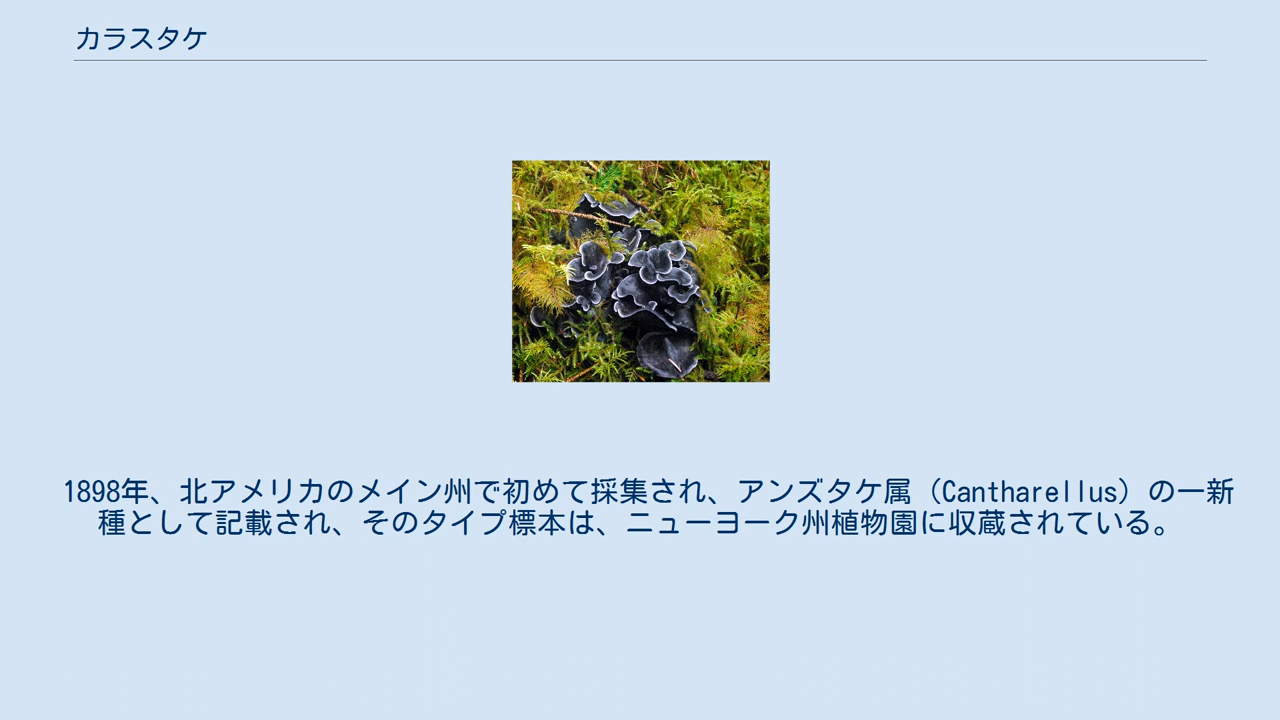 カラスタケ
1898年、北アメリカのメイン州で初めて採集され、アンズタケ属（Cantharellus）の一新
種として記載され、そのタイプ標本は、ニューヨーク州植物園に収蔵されている。